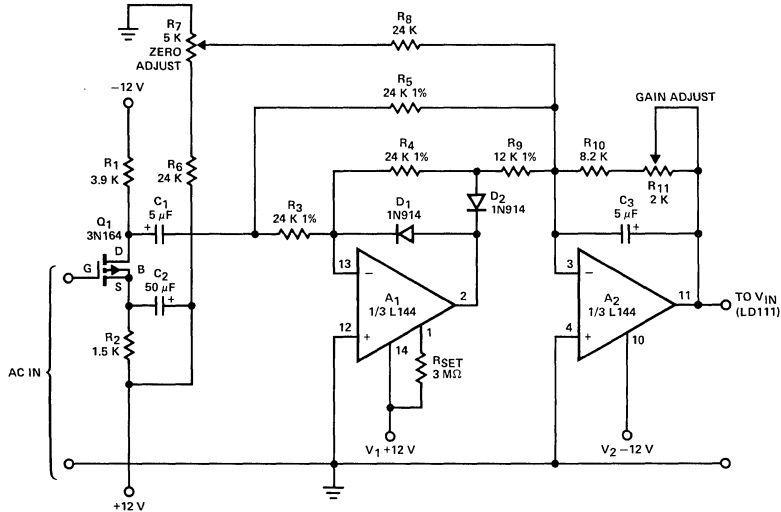 R7
5 K
ZERO
ADJUST
R8
24 K
R5
24 K 1%
GAIN ADJUST
−12 V
R4
24 K 1%
R9
12 K 1%
R10
8.2 K
R11
2 K
R1
3.9 K
R6
24 K
C1
5 μF
+
R3
24 K 1%
D1
1N914
D2
1N914
C3
5 μF
+
Q1
3N164
D
G
B
S
C2
50 μF
+
13
−
A1
1/3 L144
2
12
+
1
14
3
−
A2
1/3 L144
11
4
+
10
TO VIN
(LD111)
R2
1.5 K
RSET
3 MΩ
AC IN
V1 +12 V
V2 −12 V
+12 V